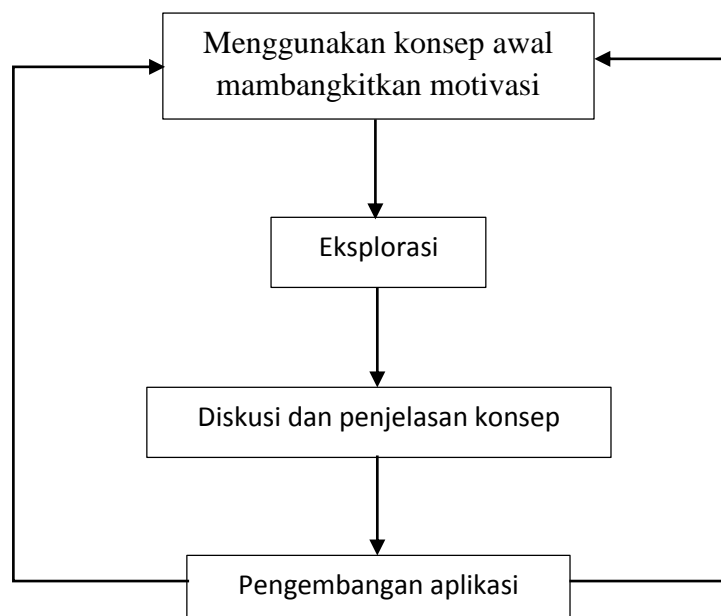 Menggunakan konsep awal
mambangkitkan motivasi
Eksplorasi
Diskusi dan penjelasan konsep
Pengembangan aplikasi